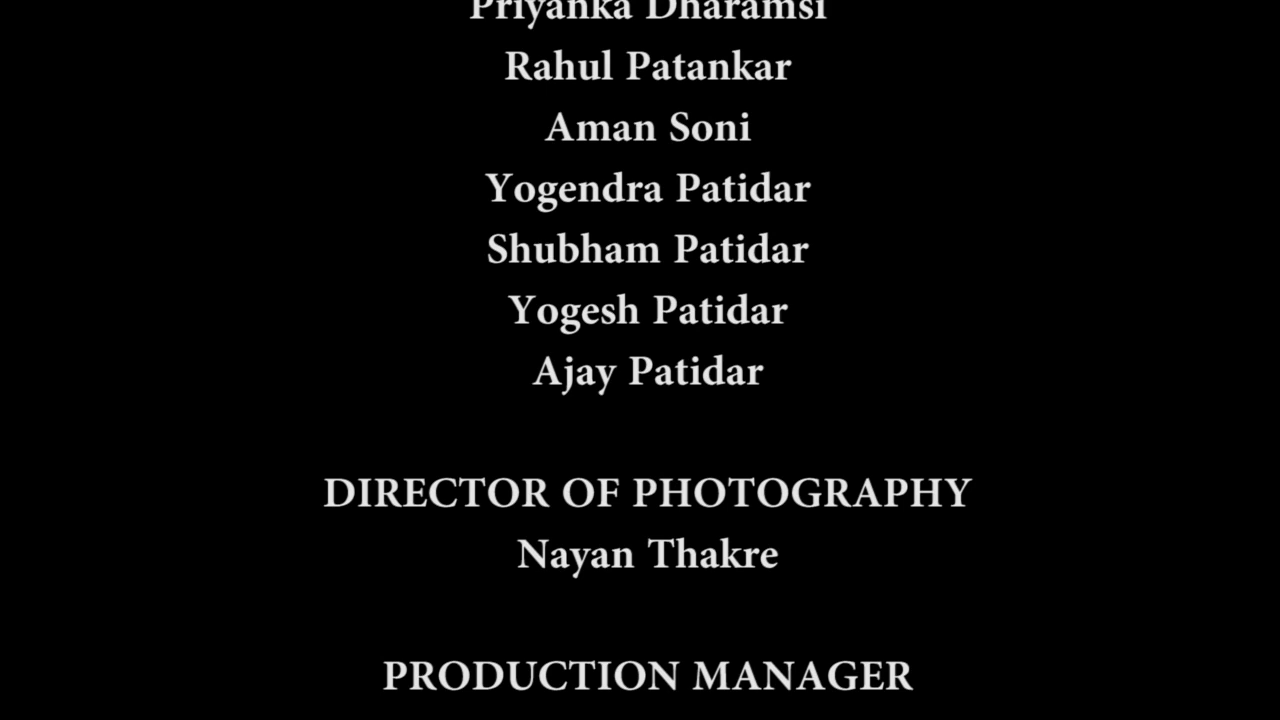 Priyanka Dharamsi
Rahul Patankar
Aman Soni
Yogendra Patidar
Shubham Patidar
Yogesh Patidar
Ajay Patidar
DIRECTOR OF PHOTOGRAPHY
Nayan Thakre
PRODUCTION MANAGER